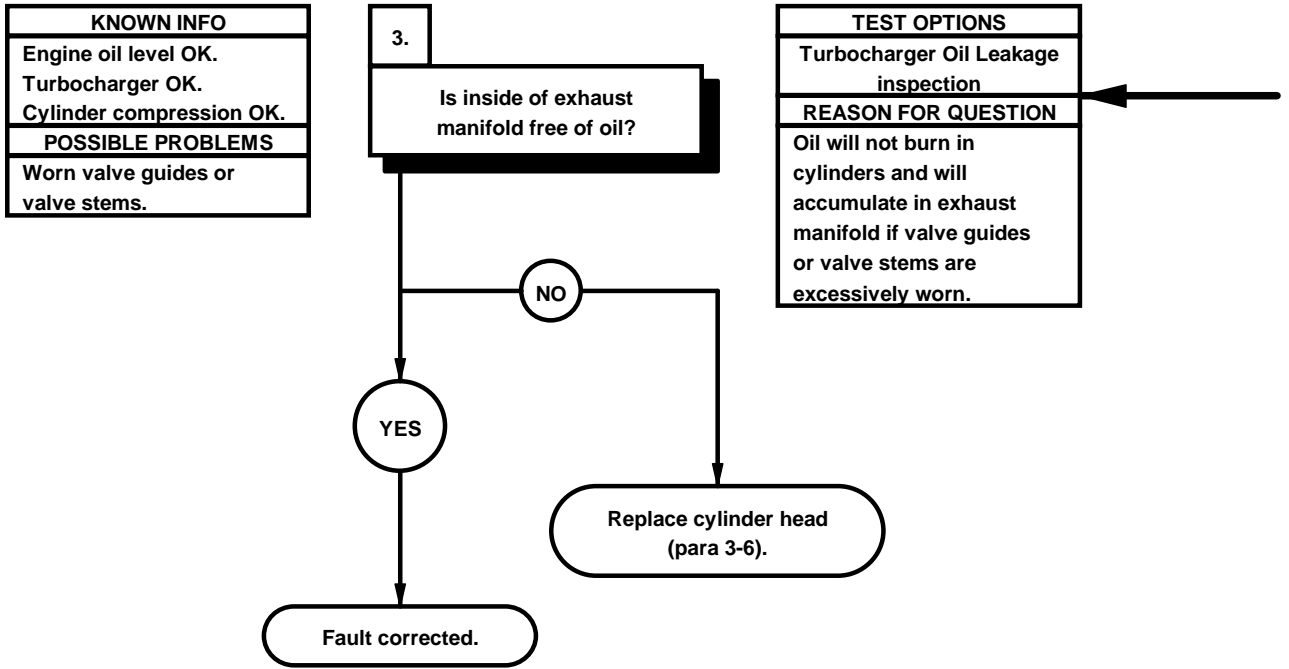 KNOWN INFO
Engine oil level OK.
Turbocharger OK.
Cylinder compression OK.
POSSIBLE PROBLEMS
Worn valve guides or
valve stems.
3.
Is inside of exhaust
manifold free of oil?
TEST OPTIONS
Turbocharger Oil Leakage
inspection
REASON FOR QUESTION
Oil will not burn in
cylinders and will
accumulate in exhaust
manifold if valve guides
or valve stems are
excessively worn.
NO
YES
Replace cylinder head
(para 3-6).
Fault corrected.